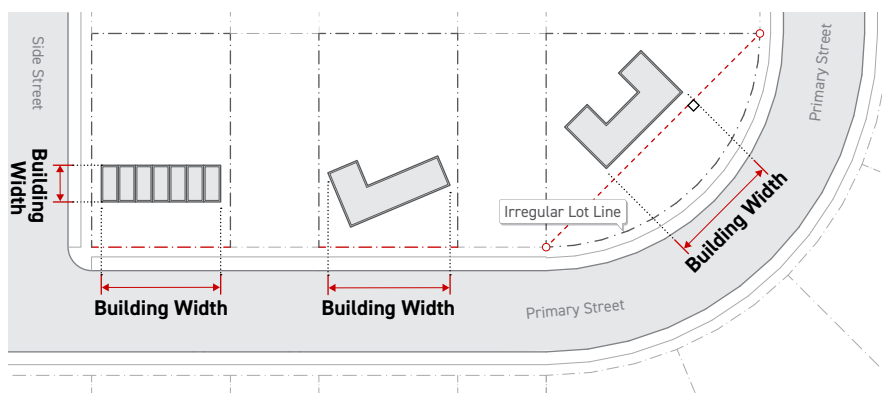 Side Street
Primary Street
Building
Width
Irregular Lot Line
Building Width
Building Width
Building Width
Primary Street